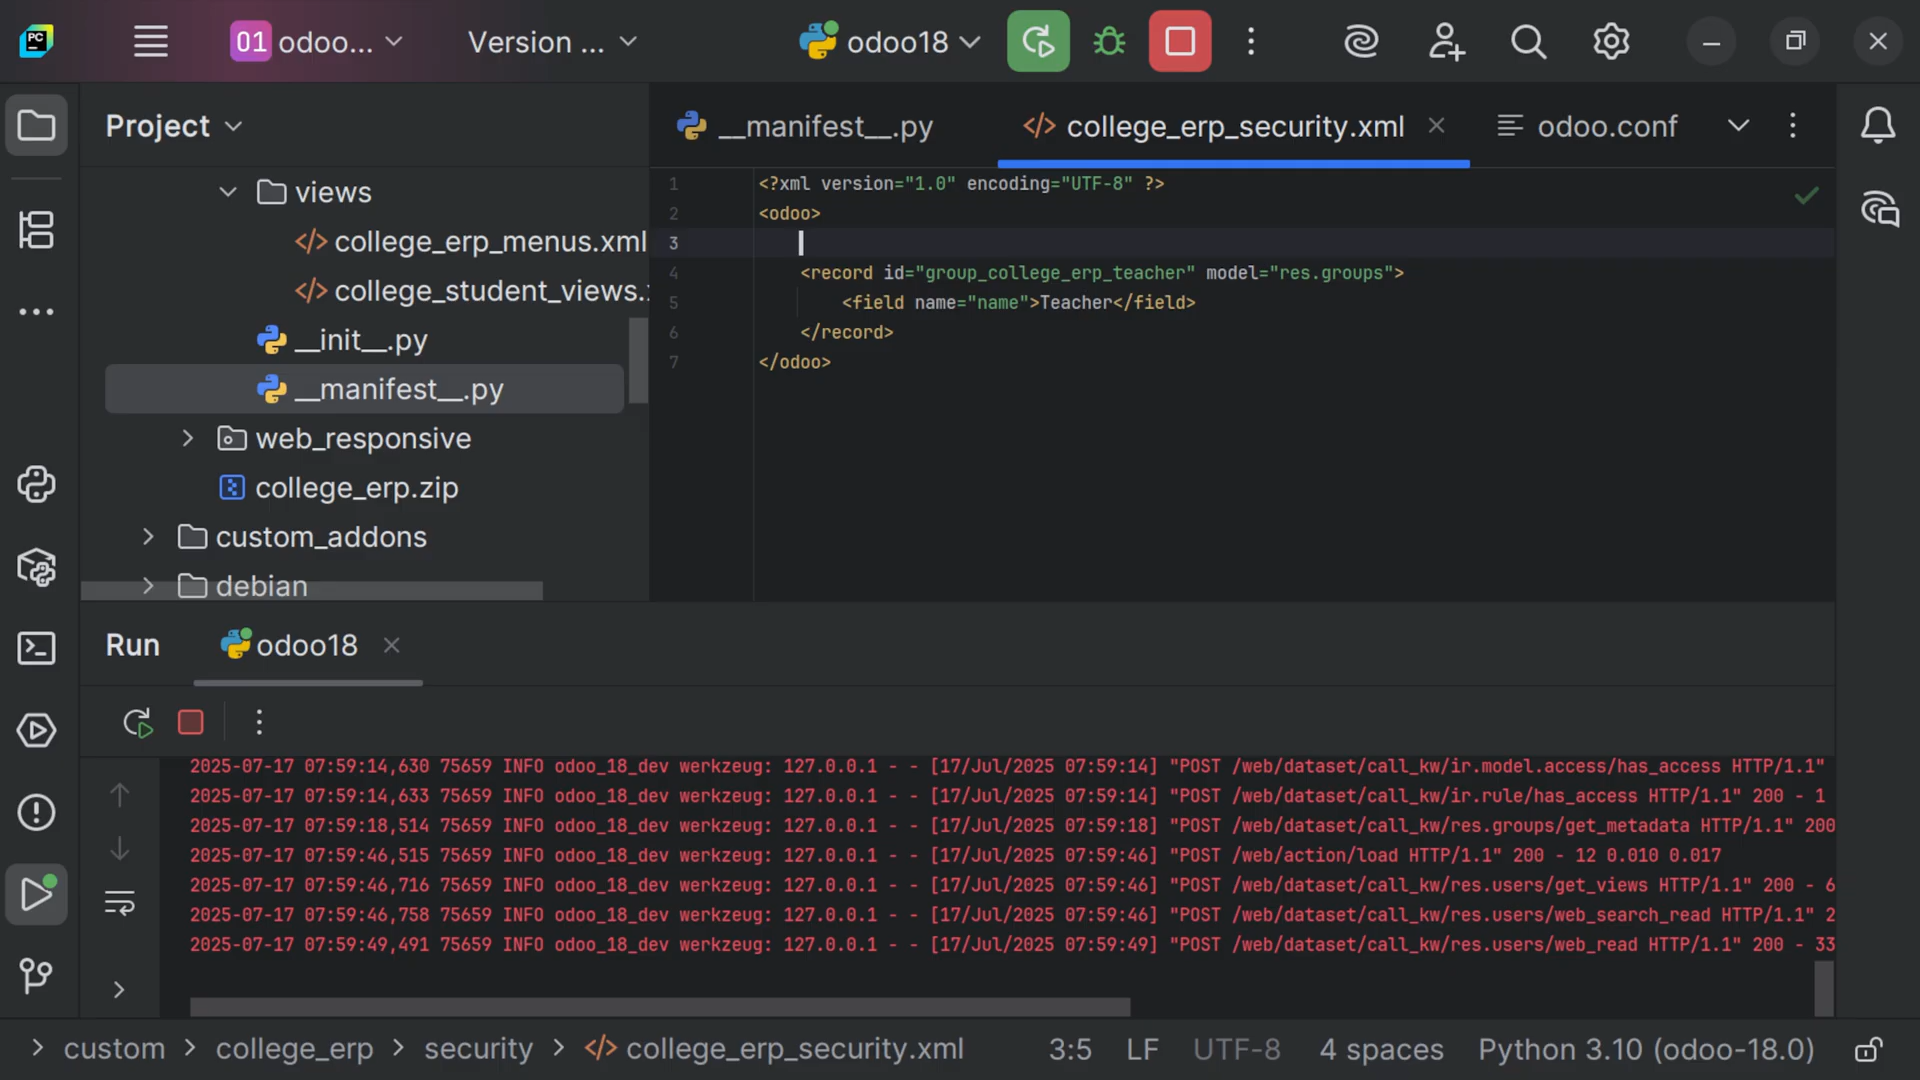 PC
01 odoo...
Version ...
odoo18
Project
__manifest__.py
college_erp_security.xml
odoo.conf
views
college_erp_menus.xml
college_student_views.
__init__.py
__manifest__.py
web_responsive
college_erp.zip
custom_addons
debian
1 <?xml version="1.0" encoding="UTF-8" ?>
2 <odoo>
3
4 <record id="group_college_erp_teacher" model="res.groups">
5 <field name="name">Teacher</field>
6 </record>
7 </odoo>
Run
odoo18
2025-07-17 07:59:14,630 75659 INFO odoo_18_dev werkzeug: 127.0.0.1 - - [17/Jul/2025 07:59:14] "POST /web/dataset/call_kw/ir.model.access/has_access HTTP/1.1"
2025-07-17 07:59:14,633 75659 INFO odoo_18_dev werkzeug: 127.0.0.1 - - [17/Jul/2025 07:59:14] "POST /web/dataset/call_kw/ir.rule/has_access HTTP/1.1" 200 - 1
2025-07-17 07:59:18,514 75659 INFO odoo_18_dev werkzeug: 127.0.0.1 - - [17/Jul/2025 07:59:18] "POST /web/dataset/call_kw/res.groups/get_metadata HTTP/1.1" 200
2025-07-17 07:59:46,515 75659 INFO odoo_18_dev werkzeug: 127.0.0.1 - - [17/Jul/2025 07:59:46] "POST /web/action/load HTTP/1.1" 200 - 12 0.010 0.017
2025-07-17 07:59:46,716 75659 INFO odoo_18_dev werkzeug: 127.0.0.1 - - [17/Jul/2025 07:59:46] "POST /web/dataset/call_kw/res.users/get_views HTTP/1.1" 200 - 6
2025-07-17 07:59:46,758 75659 INFO odoo_18_dev werkzeug: 127.0.0.1 - - [17/Jul/2025 07:59:46] "POST /web/dataset/call_kw/res.users/web_search_read HTTP/1.1" 2
2025-07-17 07:59:49,491 75659 INFO odoo_18_dev werkzeug: 127.0.0.1 - - [17/Jul/2025 07:59:49] "POST /web/dataset/call_kw/res.users/web_read HTTP/1.1" 200 - 33
custom > college_erp > security > college_erp_security.xml
3:5 LF UTF-8 4 spaces Python 3.10 (odoo-18.0)